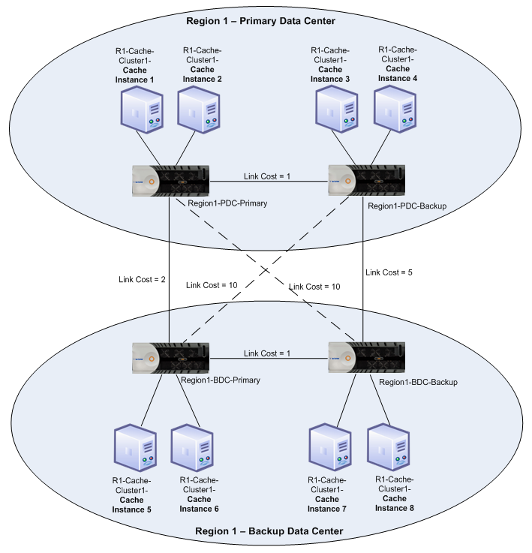 Region 1 – Primary Data Center
R1-Cache-
Cluster1-
Cache
Instance 1
R1-Cache-
Cluster1-
Cache
Instance 2
R1-Cache-
Cluster1-
Cache
Instance 3
R1-Cache-
Cluster1-
Cache
Instance 4
Link Cost = 1
Region1-PDC-Primary
Region1-PDC-Backup
Link Cost = 2
Link Cost = 10
Link Cost = 10
Link Cost = 5
Link Cost = 1
Region1-BDC-Primary
Region1-BDC-Backup
R1-Cache-
Cluster1-
Cache
Instance 5
R1-Cache-
Cluster1-
Cache
Instance 6
R1-Cache-
Cluster1-
Cache
Instance 7
R1-Cache-
Cluster1-
Cache
Instance 8
Region 1 – Backup Data Center